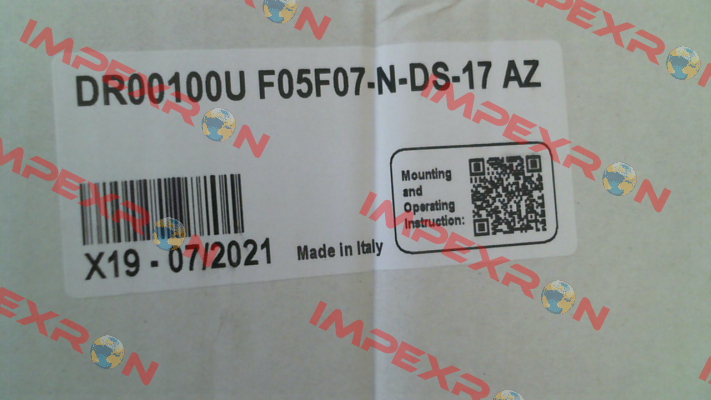 DR00100U F05F07-N-DS-17 AZ
Mounting
and
Operating
Instruction:
X19 - 07/2021
Made in Italy
IMPEXRON
IMPEXRON
IMPEXRON
IMPEXRON
IMPEXRON
IMPEXRON
IMPEXRON